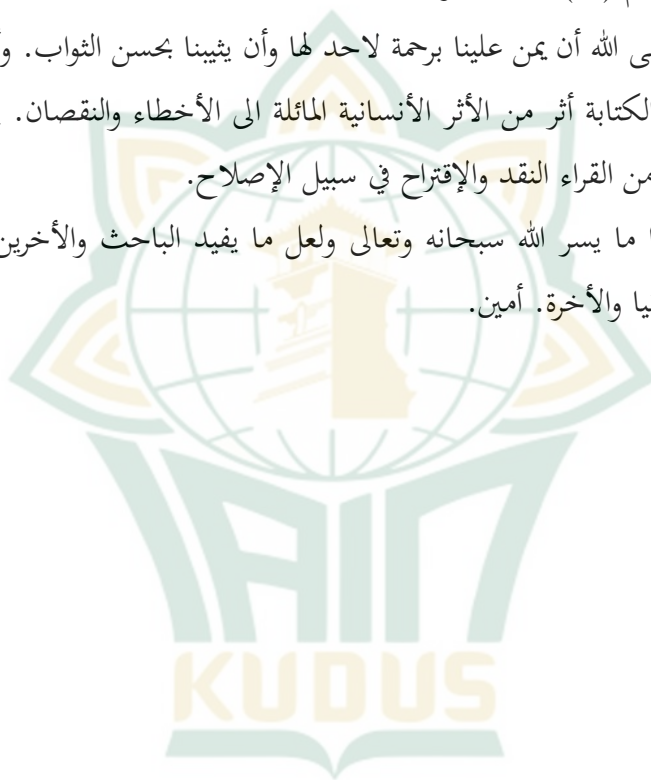 ى الله أن يمن علينا برحمة لاحد لها وأن يثيبنا بحسن الثواب.
لكتابة أثر من الأثر الأنسانية المائلة الى الأخطاء والنقصان.
من القراء النقد والإقتراح في سبيل الإصلاح.
ما يسر الله سبحانه وتعالى ولعل ما يفيد الباحث والأخرين
يا والأخرة. أمين.
IAIN
KUDUS